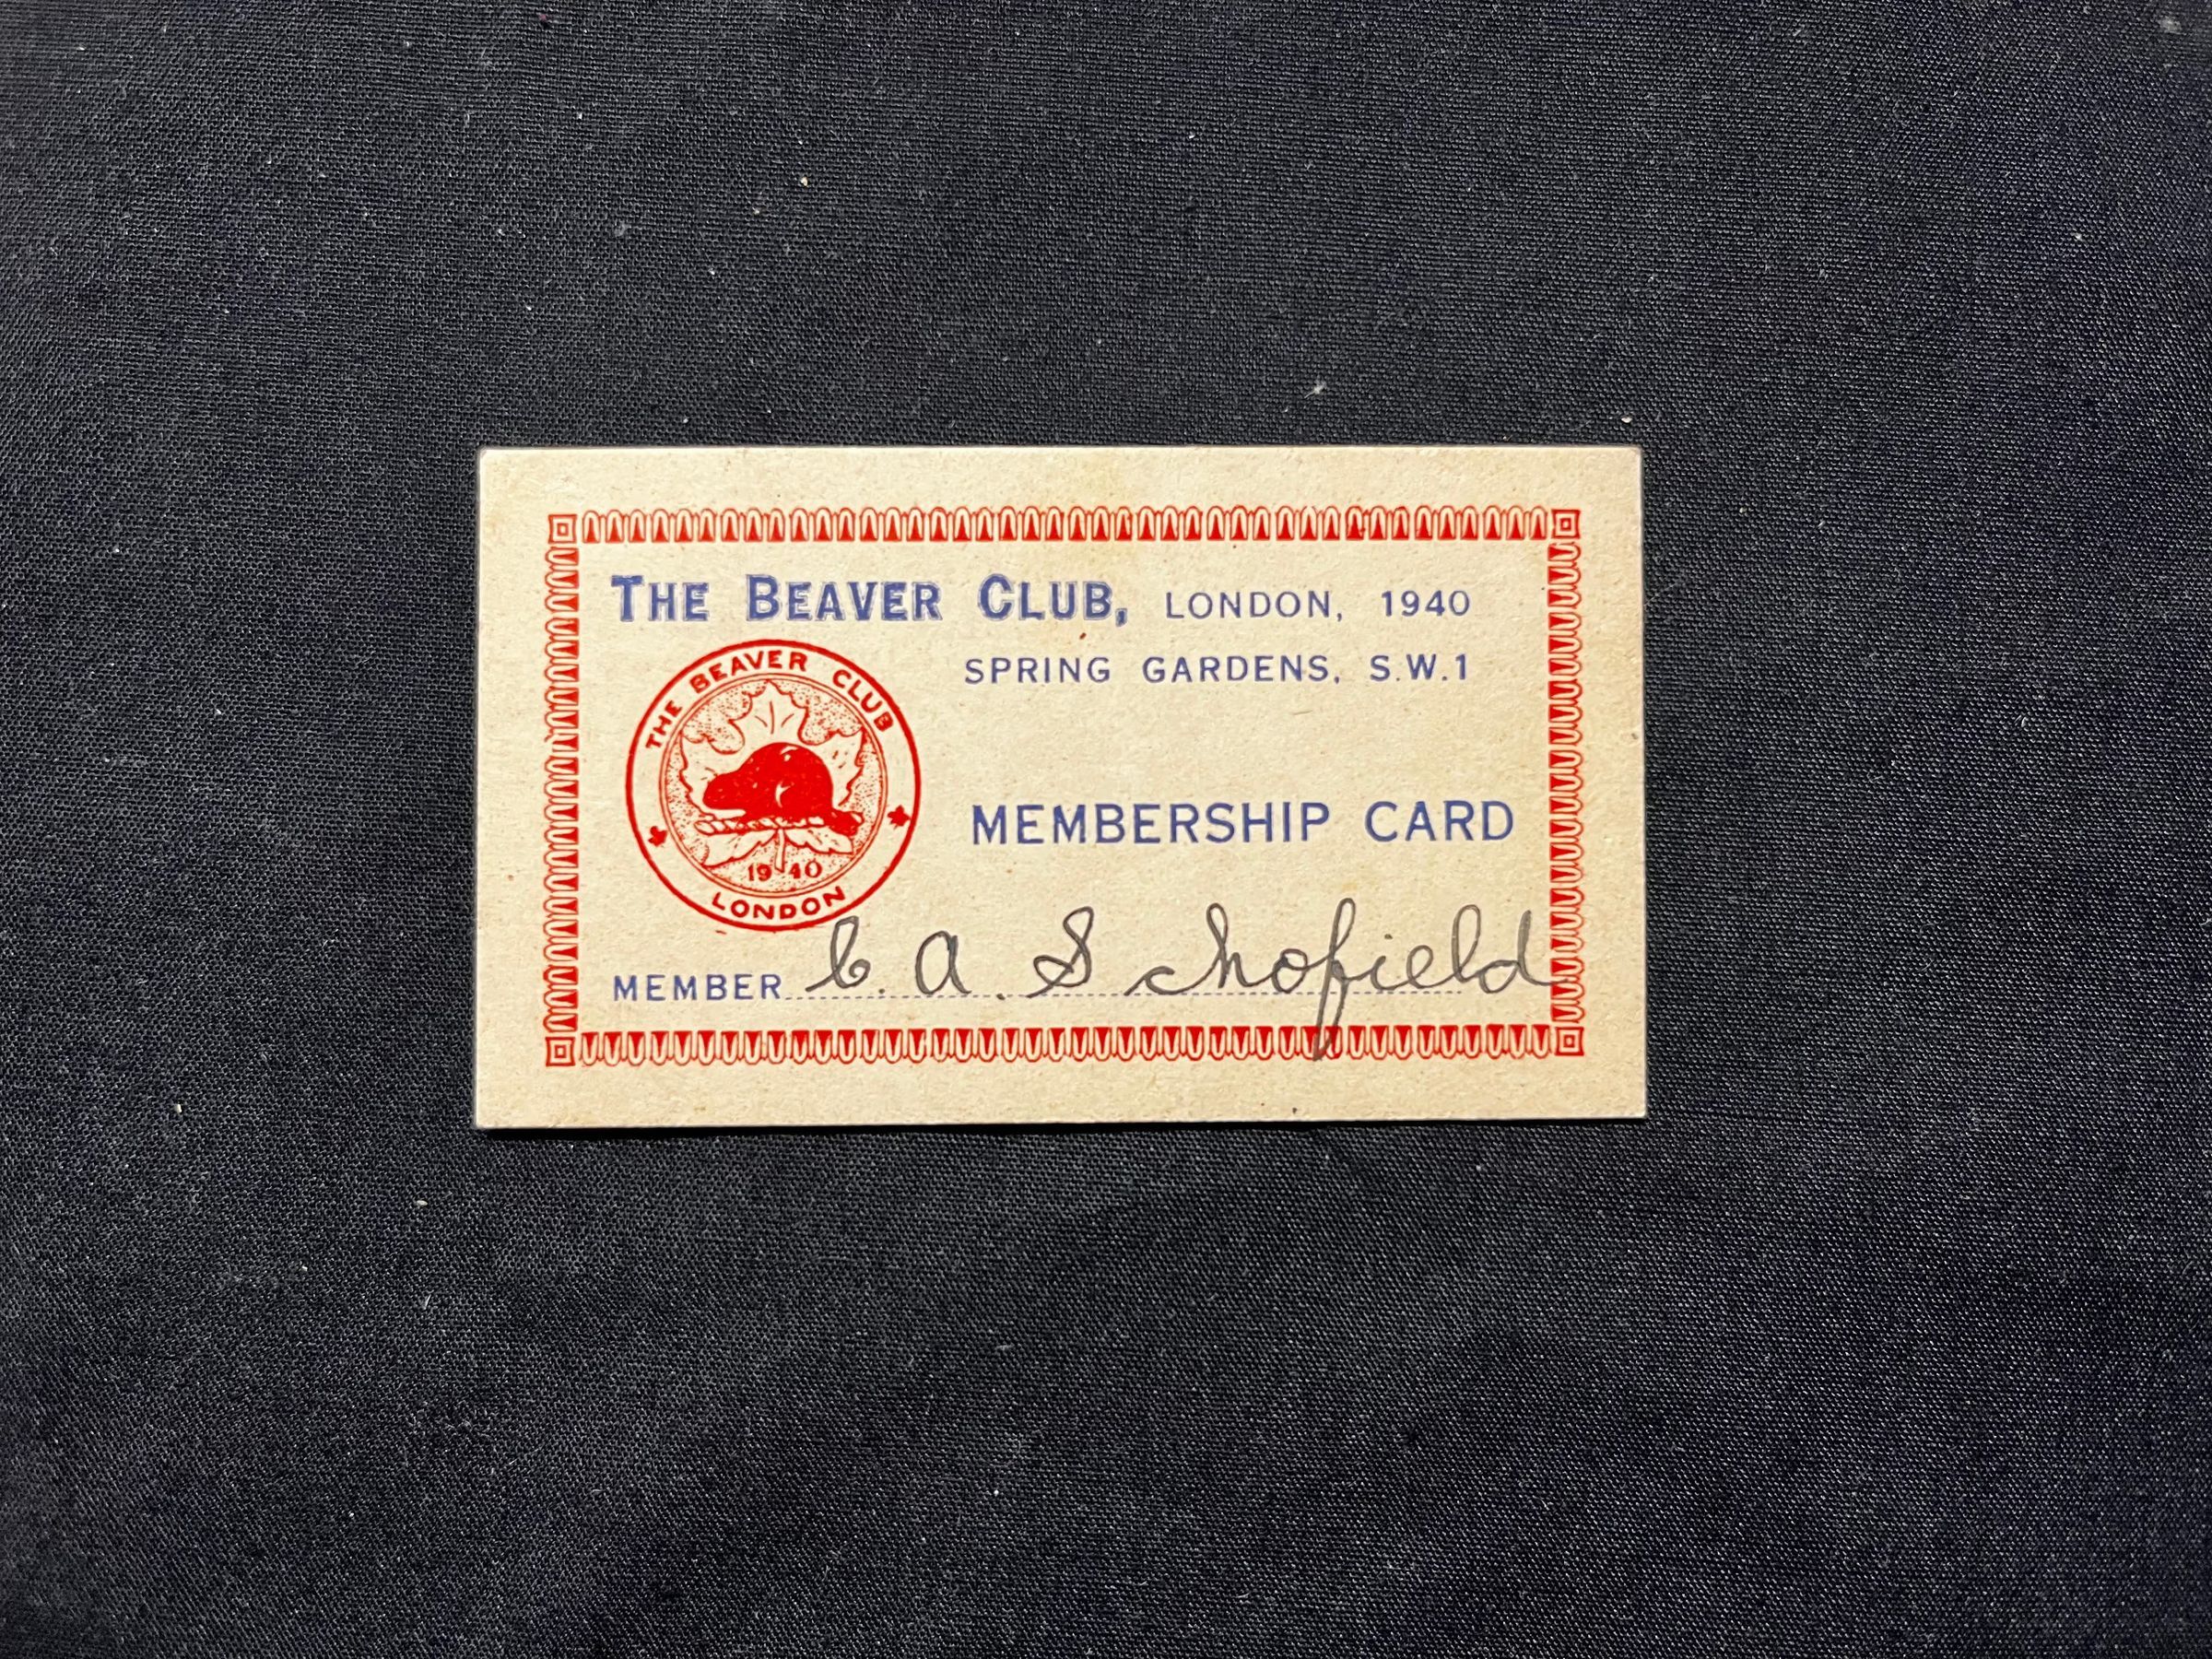 THE BEAVER CLUB, LONDON, 1940
SPRING GARDENS, S.W.1
THE BEAVER CLUB
1940
LONDON
MEMBERSHIP CARD
MEMBER C. A. Schofield